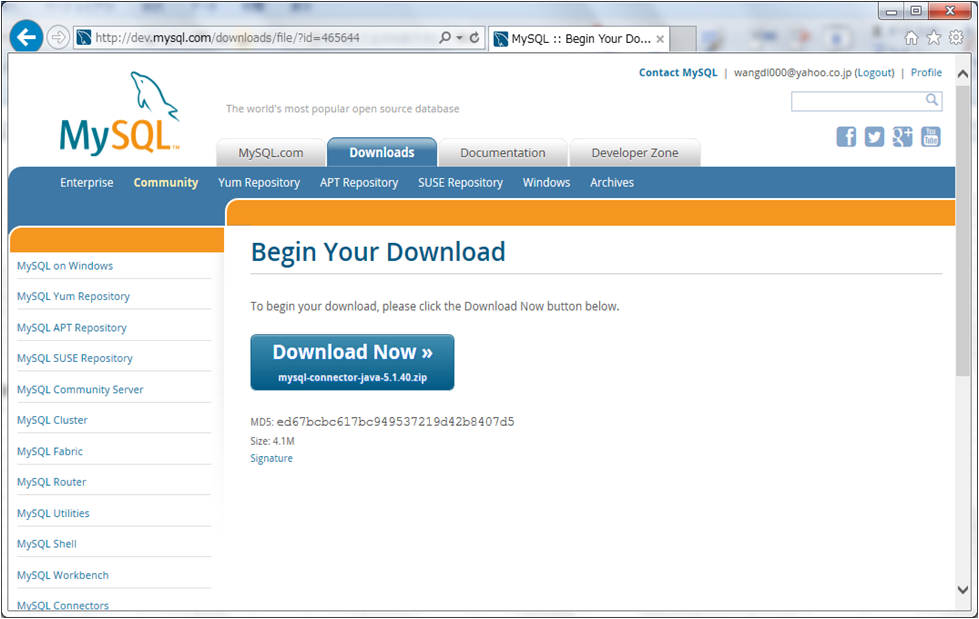 http://dev.mysql.com/downloads/file/?id=465644
MySQL :: Begin Your Do...
Contact MySQL | wangdl000@yahoo.co.jp (Logout) | Profile
MySQL™
The world's most popular open source database
MySQL.com
Downloads
Documentation
Developer Zone
Enterprise
Community
Yum Repository
APT Repository
SUSE Repository
Windows
Archives
MySQL on Windows
MySQL Yum Repository
MySQL APT Repository
MySQL SUSE Repository
MySQL Community Server
MySQL Cluster
MySQL Fabric
MySQL Router
MySQL Utilities
MySQL Shell
MySQL Workbench
MySQL Connectors
Begin Your Download
To begin your download, please click the Download Now button below.
Download Now »
mysql-connector-java-5.1.40.zip
MD5: ed67bcbc617bc949537219d42b8407d5
Size: 4.1M
Signature